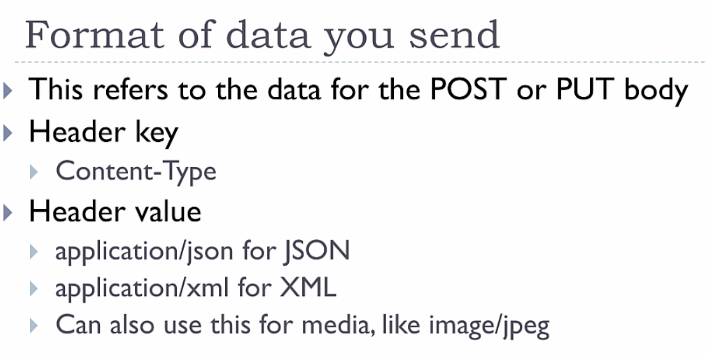 Format of data you send
This refers to the data for the POST or PUT body
Header key
Content-Type
Header value
application/json for JSON
application/xml for XML
Can also use this for media, like image/jpeg